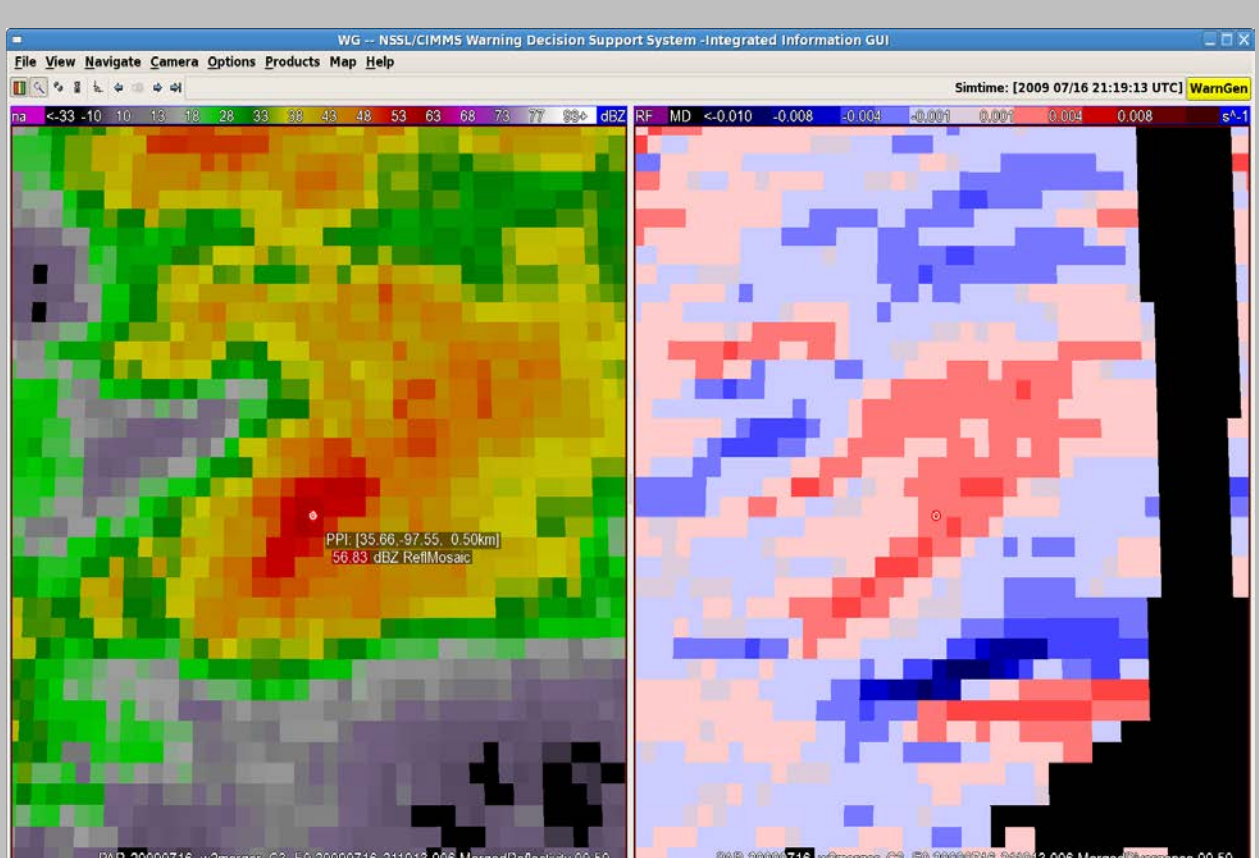 WG -- NSSL/CIMMS Warning Decision Support System -Integrated Information GUI
File View Navigate Camera Options Products Map Help
Simtime: [2009 07/16 21:19:13 UTC] WarnGen
na <-33 -10 10 13 18 28 33 38 43 48 53 63 68 73 77 98+ dBZ
RF MD <-0.010 -0.008 -0.004 -0.001 0.001 0.004 0.008 s^-1
PPI: [35.66,-97.55, 0.50km]
56.83 dBZ ReflMosaic